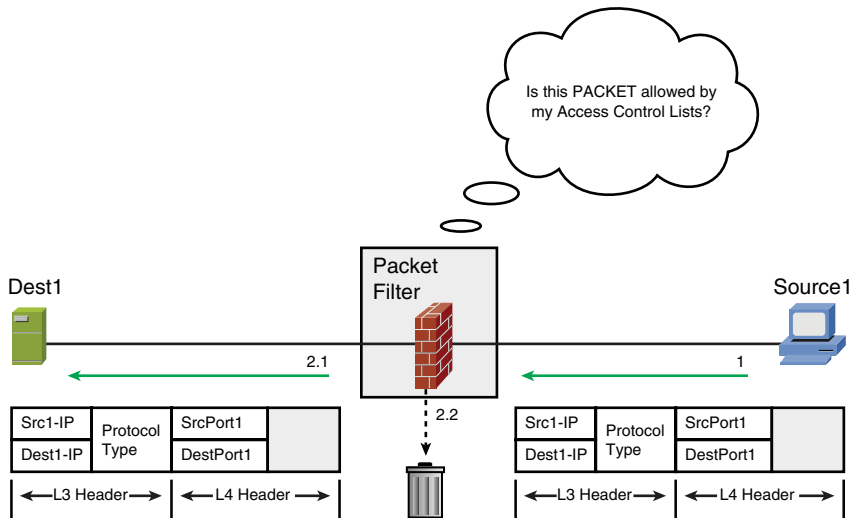 Is this PACKET allowed by
my Access Control Lists?
Packet
Filter
Dest1
Source1
2.1
1
2.2
Src1-IP
Dest1-IP
Protocol
Type
SrcPort1
DestPort1
L3 Header
L4 Header
Src1-IP
Dest1-IP
Protocol
Type
SrcPort1
DestPort1
L3 Header
L4 Header